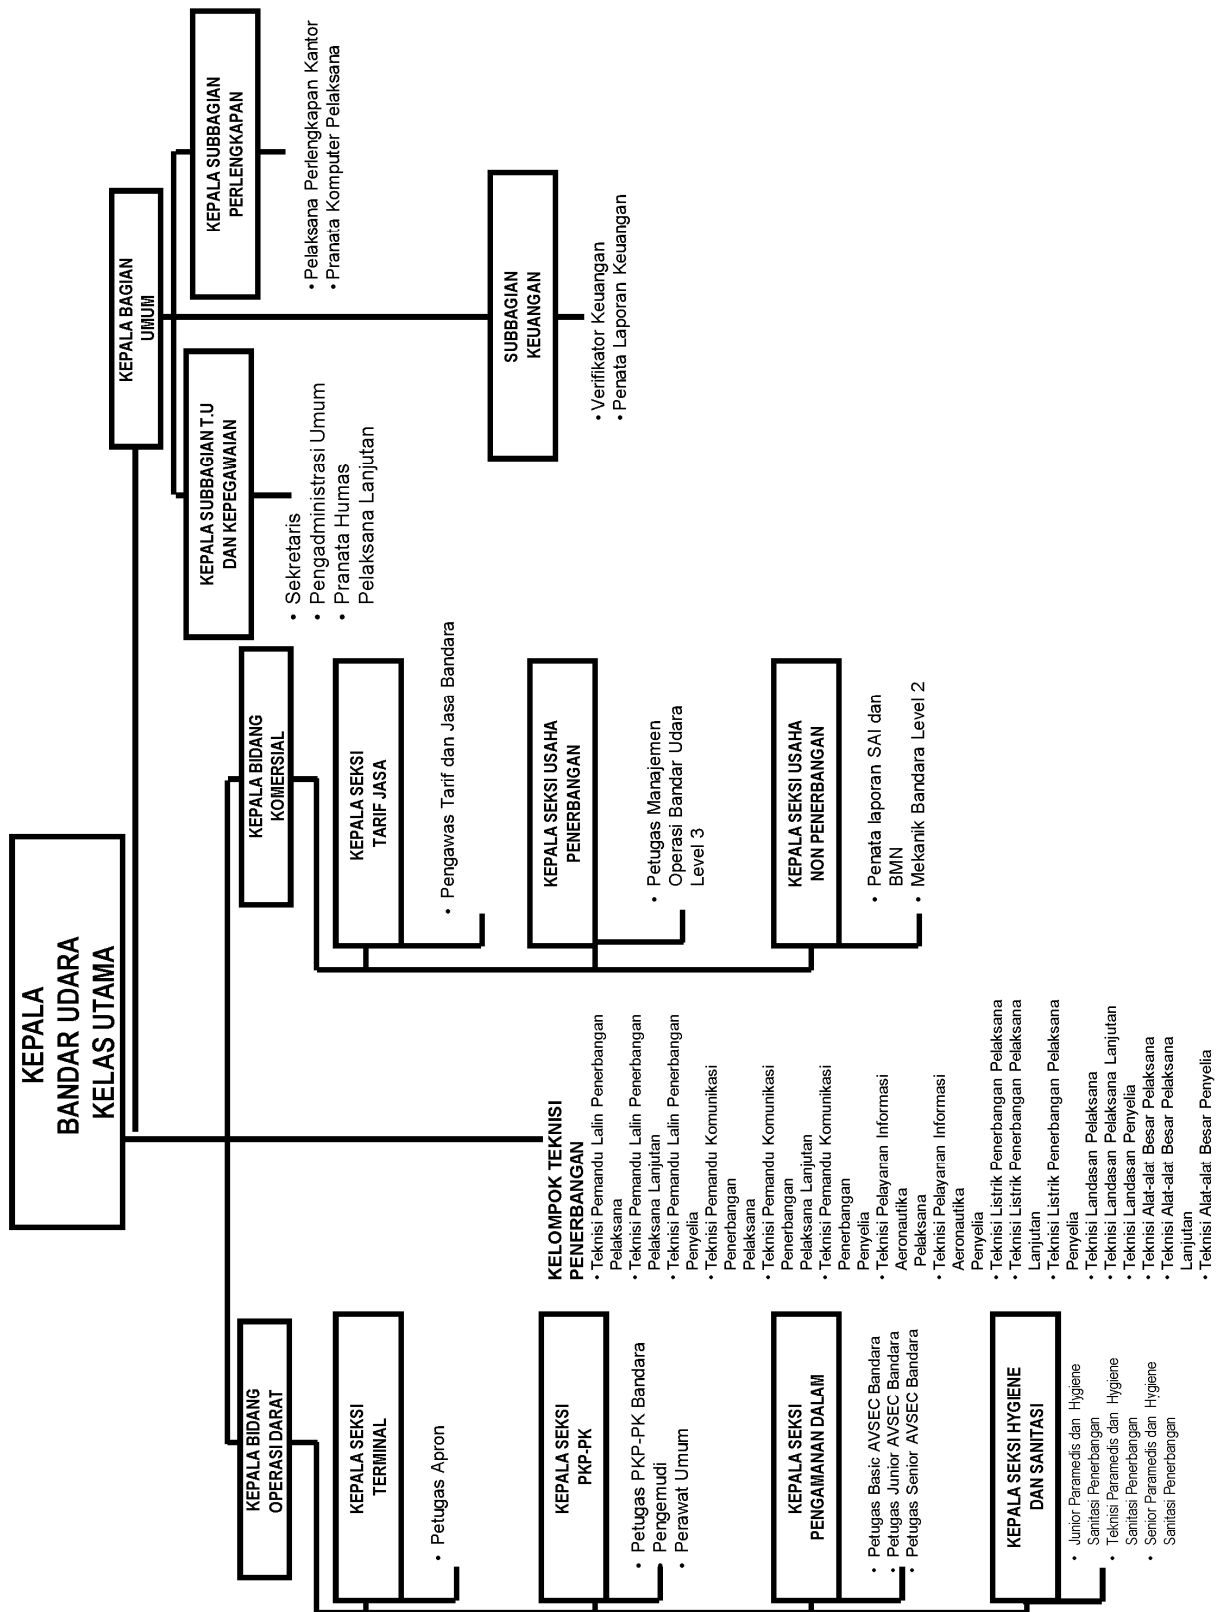 KEPALA
BANDAR UDARA
KELAS UTAMA
KEPALA BAGIAN
UMUM
KEPALA SUBBAGIAN T.U
DAN KEPEGAWAIAN
• Sekretaris
• Pengadministrasi Umum
• Pranata Humas
Pelaksana Lanjutan
KEPALA SUBBAGIAN
PERLENGKAPAN
• Pelaksana Perlengkapan Kantor
• Pranata Komputer Pelaksana
SUBBAGIAN
KEUANGAN
• Verifikator Keuangan
• Penata Laporan Keuangan
KEPALA BIDANG
OPERASI DARAT
KEPALA SEKSI
TERMINAL
• Petugas Apron
KEPALA SEKSI
PKP-PK
• Petugas PKP-PK Bandara
Pengemudi
• Perawat Umum
KEPALA SEKSI
PENGAMANAN DALAM
• Petugas Basic AVSEC Bandara
• Petugas Junior AVSEC Bandara
• Petugas Senior AVSEC Bandara
KEPALA SEKSI HYGIENE
DAN SANITASI
• Junior Paramedis dan Hygiene
Sanitasi Penerbangan
• Teknisi Paramedis dan Hygiene
Sanitasi Penerbangan
• Senior Paramedis dan Hygiene
Sanitasi Penerbangan
KELOMPOK TEKNISI
PENERBANGAN
• Teknisi Pemandu Lalin Penerbangan
Pelaksana
• Teknisi Pemandu Lalin Penerbangan
Pelaksana Lanjutan
• Teknisi Pemandu Lalin Penerbangan
Penyelia
• Teknisi Pemandu Komunikasi
Penerbangan
Pelaksana
• Teknisi Pemandu Komunikasi
Penerbangan
Pelaksana Lanjutan
• Teknisi Pemandu Komunikasi
Penerbangan
Penyelia
• Teknisi Pelayanan Informasi
Aeronautika
Pelaksana
• Teknisi Pelayanan Informasi
Aeronautika
Penyelia
• Teknisi Listrik Penerbangan Pelaksana
• Teknisi Listrik Penerbangan Pelaksana
Lanjutan
• Teknisi Listrik Penerbangan Pelaksana
Penyelia
• Teknisi Landasan Pelaksana
• Teknisi Landasan Pelaksana Lanjutan
• Teknisi Landasan Penyelia
• Teknisi Alat-alat Besar Pelaksana
• Teknisi Alat-alat Besar Pelaksana
Lanjutan
• Teknisi Alat-alat Besar Penyelia
KEPALA BIDANG
KOMERSIAL
KEPALA SEKSI
TARIF JASA
• Pengawas Tarif dan Jasa Bandara
KEPALA SEKSI USAHA
PENERBANGAN
• Petugas Manajemen
Operasi Bandar Udara
Level 3
KEPALA SEKSI USAHA
NON PENERBANGAN
• Penata laporan SAI dan
BMN
• Mekanik Bandara Level 2